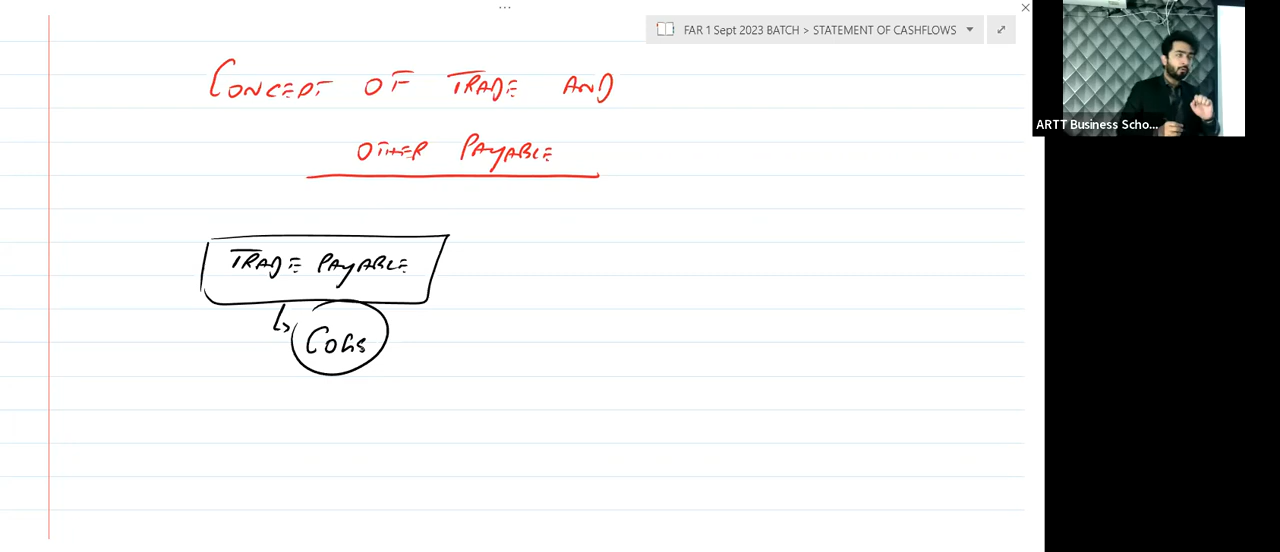 FAR 1 Sept 2023 BATCH > STATEMENT OF CASHFLOWS
CONCEPT OF TRADE AND
OTHER PAYABLE
TRADE PAYABLE
COGS
ARTT Business Scho...